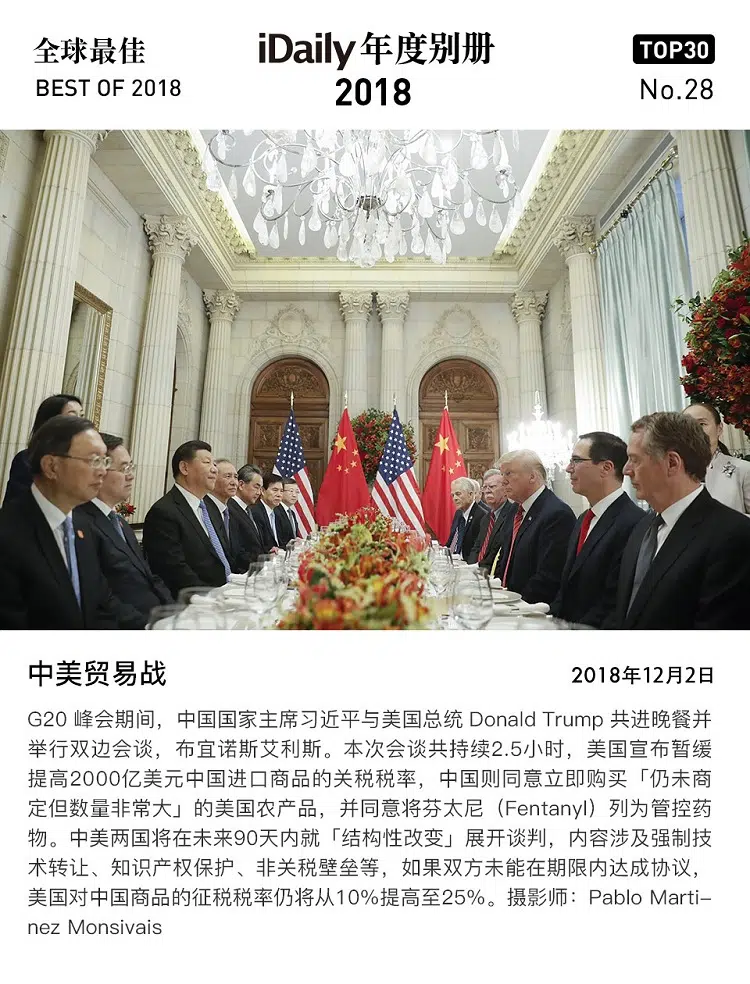 全球最佳
BEST OF 2018
iDaily 年度别册
2018
TOP30
No.28
中美贸易战
2018年12月2日
G20 峰会期间，中国国家主席习近平与美国总统 Donald Trump 共进晚餐并
举行双边会谈，布宜诺斯艾利斯。本次会谈共持续2.5小时，美国宣布暂缓
提高2000亿美元中国进口商品的关税税率，中国则同意立即购买「仍未商
定但数量非常大」的美国农产品，并同意将芬太尼（Fentanyl）列为管控药
物。中美两国将在未来90天内就「结构性改变」展开谈判，内容涉及强制技
术转让、知识产权保护、非关税壁垒等，如果双方未能在期限内达成协议，
美国对中国商品的征税税率仍将从10%提高至25%。摄影师：Pablo Marti-
nez Monsivais